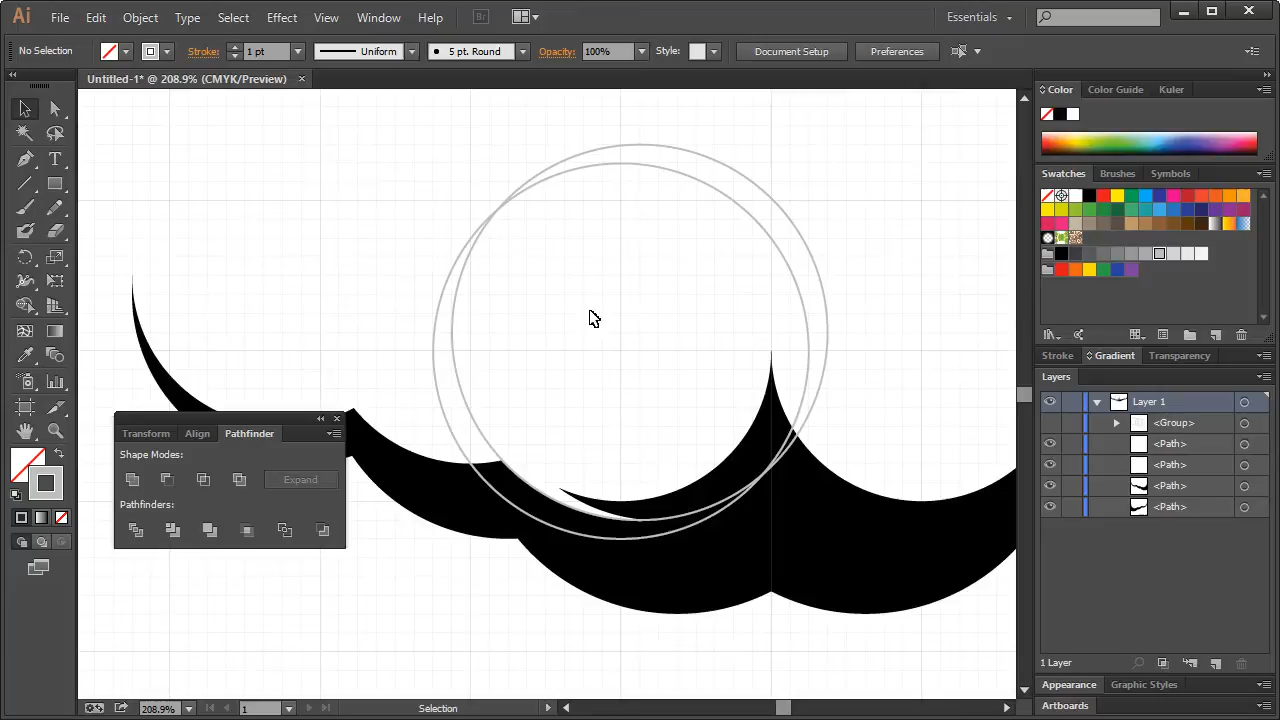 Ai File Edit Object Type Select Effect View Window Help Br Essentials
No Selection Stroke: 1 pt Uniform 5 pt. Round Opacity: 100% Style: Document Setup Preferences
Untitled-1* @ 208.9% (CMYK/Preview)
Color Color Guide Kuler
Swatches Brushes Symbols
Stroke Gradient Transparency
Layers
Layer 1
<Group>
<Path>
<Path>
<Path>
<Path>
Transform Align Pathfinder
Shape Modes:
Expand
Pathfinders:
1 Layer
Appearance Graphic Styles
Artboards
208.9% 1 Selection